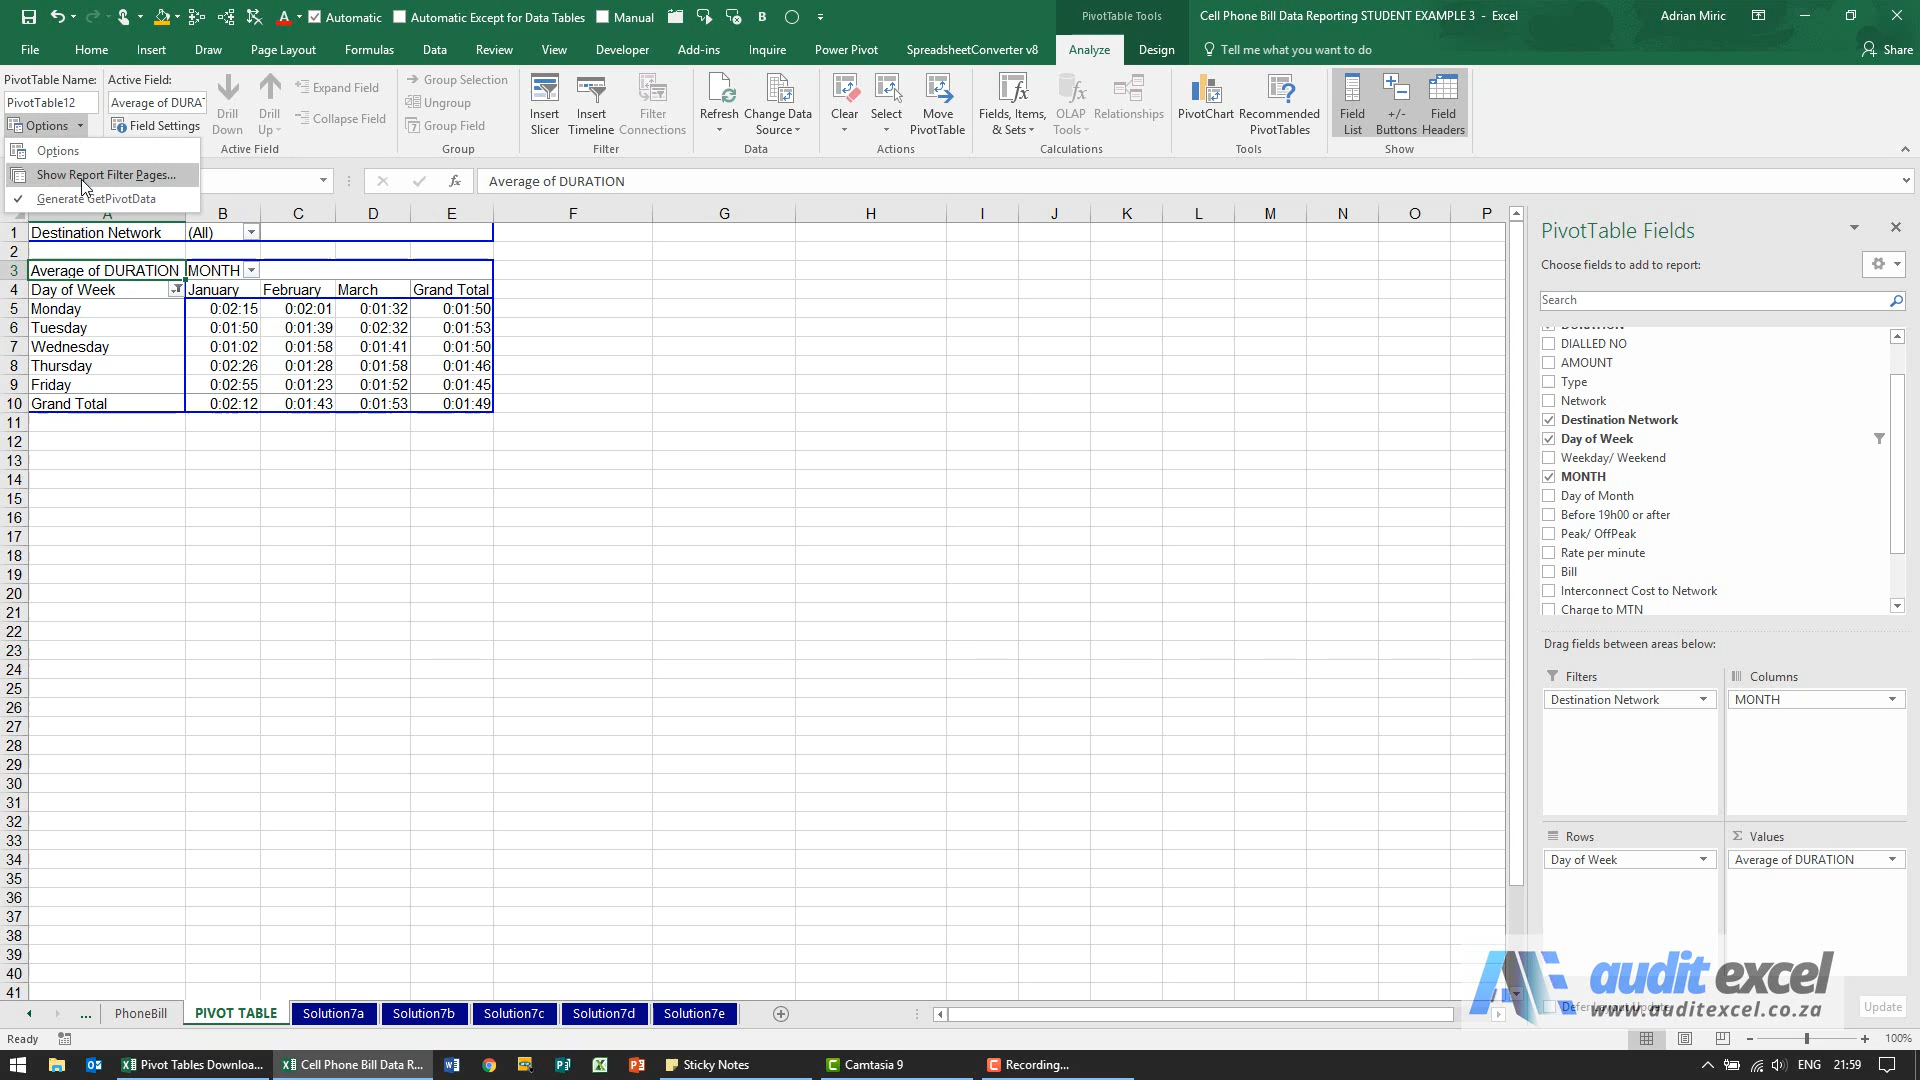 Automatic Automatic Except for Data Tables Manual B
PivotTable Tools
Cell Phone Bill Data Reporting STUDENT EXAMPLE 3 - Excel
Adrian Miric
File Home Insert Draw Page Layout Formulas Data Review View Developer Add-ins Inquire Power Pivot SpreadsheetConverter v8 Analyze Design Tell me what you want to do Share
PivotTable Name:
PivotTable12
Options
Active Field:
Average of DURAT
Field Settings
Drill Down
Drill Up
Expand Field
Collapse Field
Active Field
Group Selection
Ungroup
Group Field
Group
Insert Slicer
Insert Timeline
Filter Connections
Filter
Refresh
Change Data Source
Data
Clear
Select
Move PivotTable
Actions
Fields, Items, & Sets
OLAP Tools
Relationships
Calculations
PivotChart
Recommended PivotTables
Tools
Field List
+/- Buttons
Field Headers
Show
Options
Show Report Filter Pages...
Generate GetPivotData
fx Average of DURATION
A B C D E F G H I J K L M N O P
1 Destination Network (All)
2
3 Average of DURATION MONTH
4 Day of Week January February March Grand Total
5 Monday 0:02:15 0:02:01 0:01:32 0:01:50
6 Tuesday 0:01:50 0:01:39 0:02:32 0:01:53
7 Wednesday 0:01:02 0:01:58 0:01:41 0:01:50
8 Thursday 0:02:26 0:01:28 0:01:58 0:01:46
9 Friday 0:02:55 0:01:23 0:01:52 0:01:45
10 Grand Total 0:02:12 0:01:43 0:01:53 0:01:49
11
12
13
14
15
16
17
18
19
20
21
22
23
24
25
26
27
28
29
30
31
32
33
34
35
36
37
38
39
40
41
PivotTable Fields
Choose fields to add to report:
Search
DURATION
DIALLED NO
AMOUNT
Type
Network
Destination Network
Day of Week
Weekday/ Weekend
MONTH
Day of Month
Before 19h00 or after
Peak/ OffPeak
Rate per minute
Bill
Interconnect Cost to Network
Charge to MTN
Drag fields between areas below:
Filters
Destination Network
Columns
MONTH
Rows
Day of Week
Σ Values
Average of DURATION
Defer Layout Update
Update
audit excel
www.auditexcel.co.za
... PhoneBill PIVOT TABLE Solution7a Solution7b Solution7c Solution7d Solution7e
Ready
100%
Pivot Tables Downloa...
Cell Phone Bill Data R...
Sticky Notes
Camtasia 9
Recording...
ENG 21:59